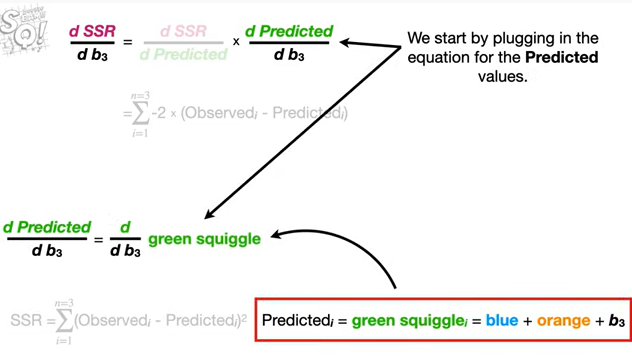 d SSR / d b₃ = d SSR / d Predicted × d Predicted / d b₃
We start by plugging in the
equation for the Predicted
values.
= n=3 ∑ i=1 -2 × (Observedᵢ - Predictedᵢ)
d Predicted / d b₃ = d / d b₃ green squiggle
SSR = n=3 ∑ i=1 (Observedᵢ - Predictedᵢ)²
Predictedᵢ = green squiggleᵢ = blue + orange + b₃